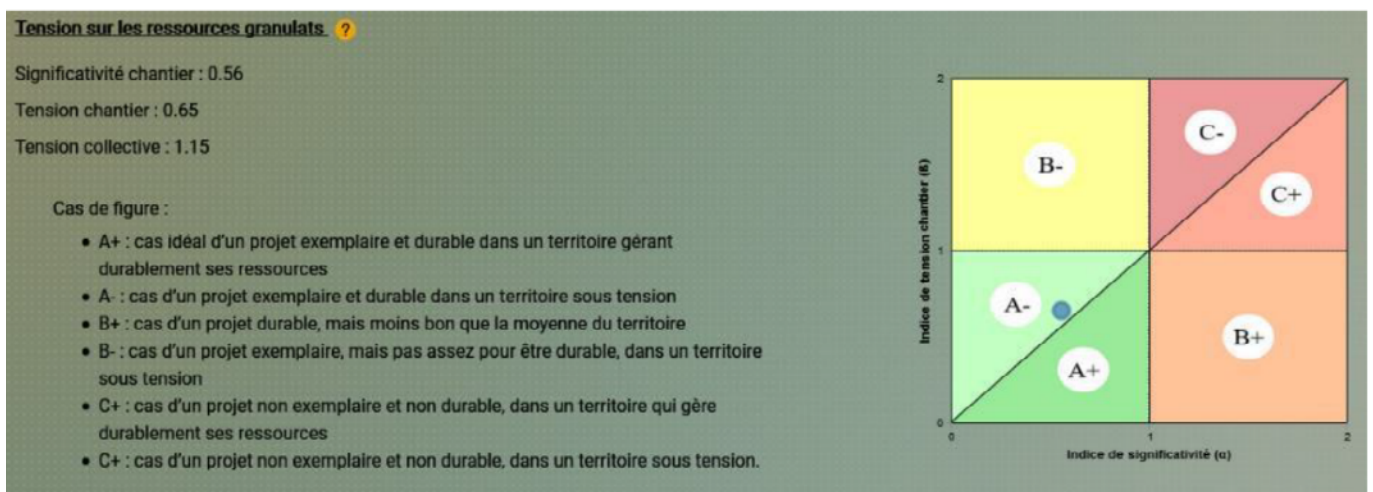 Tension sur les ressources granulats ?
Significativité chantier : 0.56
Tension chantier : 0.65
Tension collective : 1.15
Cas de figure :
• A+ : cas idéal d'un projet exemplaire et durable dans un territoire gérant
durablement ses ressources
• A- : cas d'un projet exemplaire et durable dans un territoire sous tension
• B+ : cas d'un projet durable, mais moins bon que la moyenne du territoire
• B- : cas d'un projet exemplaire, mais pas assez pour être durable, dans un territoire
sous tension
• C+ : cas d'un projet non exemplaire et non durable, dans un territoire qui gère
durablement ses ressources
• C+ : cas d'un projet non exemplaire et non durable, dans un territoire sous tension.
Indice de tension chantier (ß)
2
1
0
B-
C-
C+
A-
A+
B+
0
1
2
Indice de significativité (α)